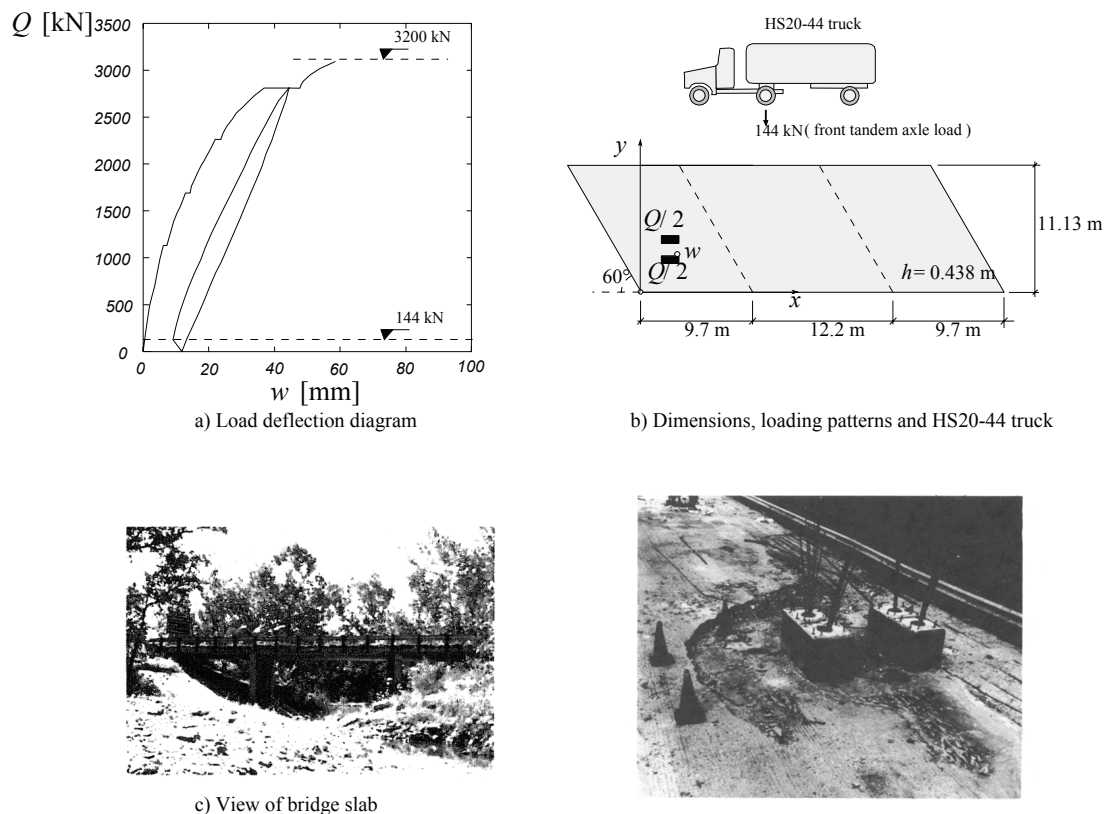 Q [kN]
3500
3000
2500
2000
1500
1000
500
0
3200 kN
144 kN
0
20
40
60
80
100
w [mm]
a) Load deflection diagram
HS20-44 truck
144 kN( front tandem axle load )
y
Q/ 2
w
Q/ 2
60°
x
h= 0.438 m
11.13 m
9.7 m
12.2 m
9.7 m
b) Dimensions, loading patterns and HS20-44 truck
c) View of bridge slab